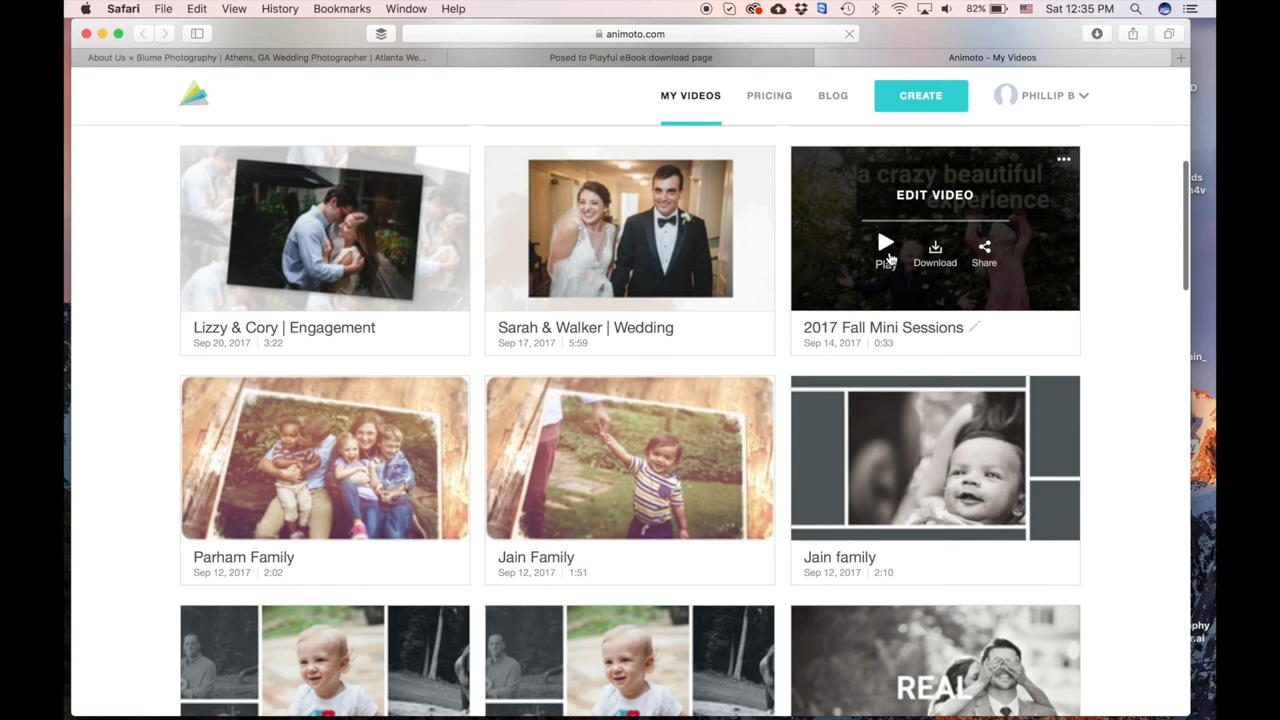 Safari File Edit View History Bookmarks Window Help 82% Sat 12:35 PM
animoto.com
About Us » Blume Photography | Athens, GA Wedding Photographer | Atlanta We... Posed to Playful eBook download page Animoto - My Videos
MY VIDEOS PRICING BLOG CREATE PHILLIP B
a crazy beautiful
experience
EDIT VIDEO
Play Download Share
Lizzy & Cory | Engagement
Sep 20, 2017 | 3:22
Sarah & Walker | Wedding
Sep 17, 2017 | 5:59
2017 Fall Mini Sessions
Sep 14, 2017 | 0:33
Parham Family
Sep 12, 2017 | 2:02
Jain Family
Sep 12, 2017 | 1:51
Jain family
Sep 12, 2017 | 2:10
REAL